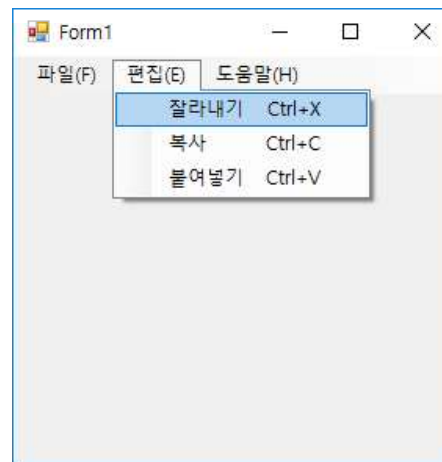 Form1
파일(F) 편집(E) 도움말(H)
잘라내기 Ctrl+X
복사 Ctrl+C
붙여넣기 Ctrl+V